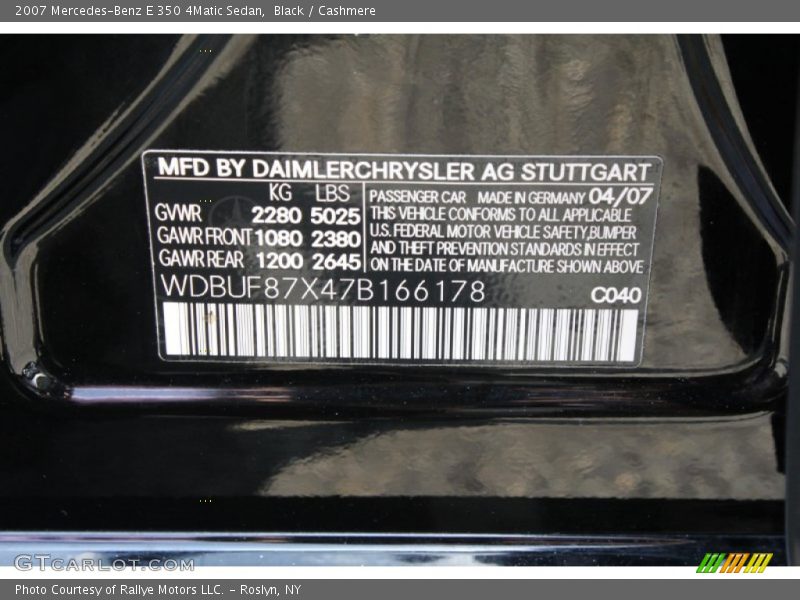 2007 Mercedes-Benz E 350 4Matic Sedan, Black / Cashmere
MFD BY DAIMLERCHRYSLER AG STUTTGART
KG LBS
GVWR 2280 5025
GAWR FRONT 1080 2380
GAWR REAR 1200 2645
PASSENGER CAR MADE IN GERMANY 04/07
THIS VEHICLE CONFORMS TO ALL APPLICABLE
U.S. FEDERAL MOTOR VEHICLE SAFETY, BUMPER
AND THEFT PREVENTION STANDARDS IN EFFECT
ON THE DATE OF MANUFACTURE SHOWN ABOVE
WDBUF87X47B166178 C040
GTCARLOT.COM
Photo Courtesy of Rallye Motors LLC. - Roslyn, NY